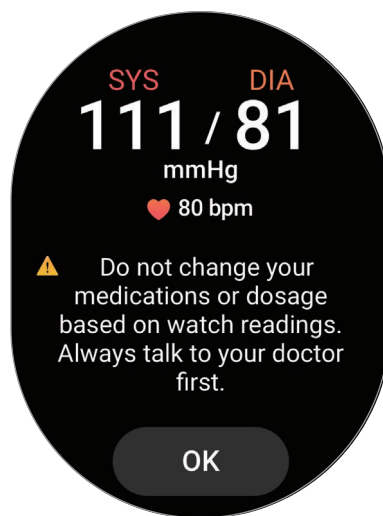 SYS DIA
111 / 81
mmHg
80 bpm
Do not change your
medications or dosage
based on watch readings.
Always talk to your doctor
first.
OK